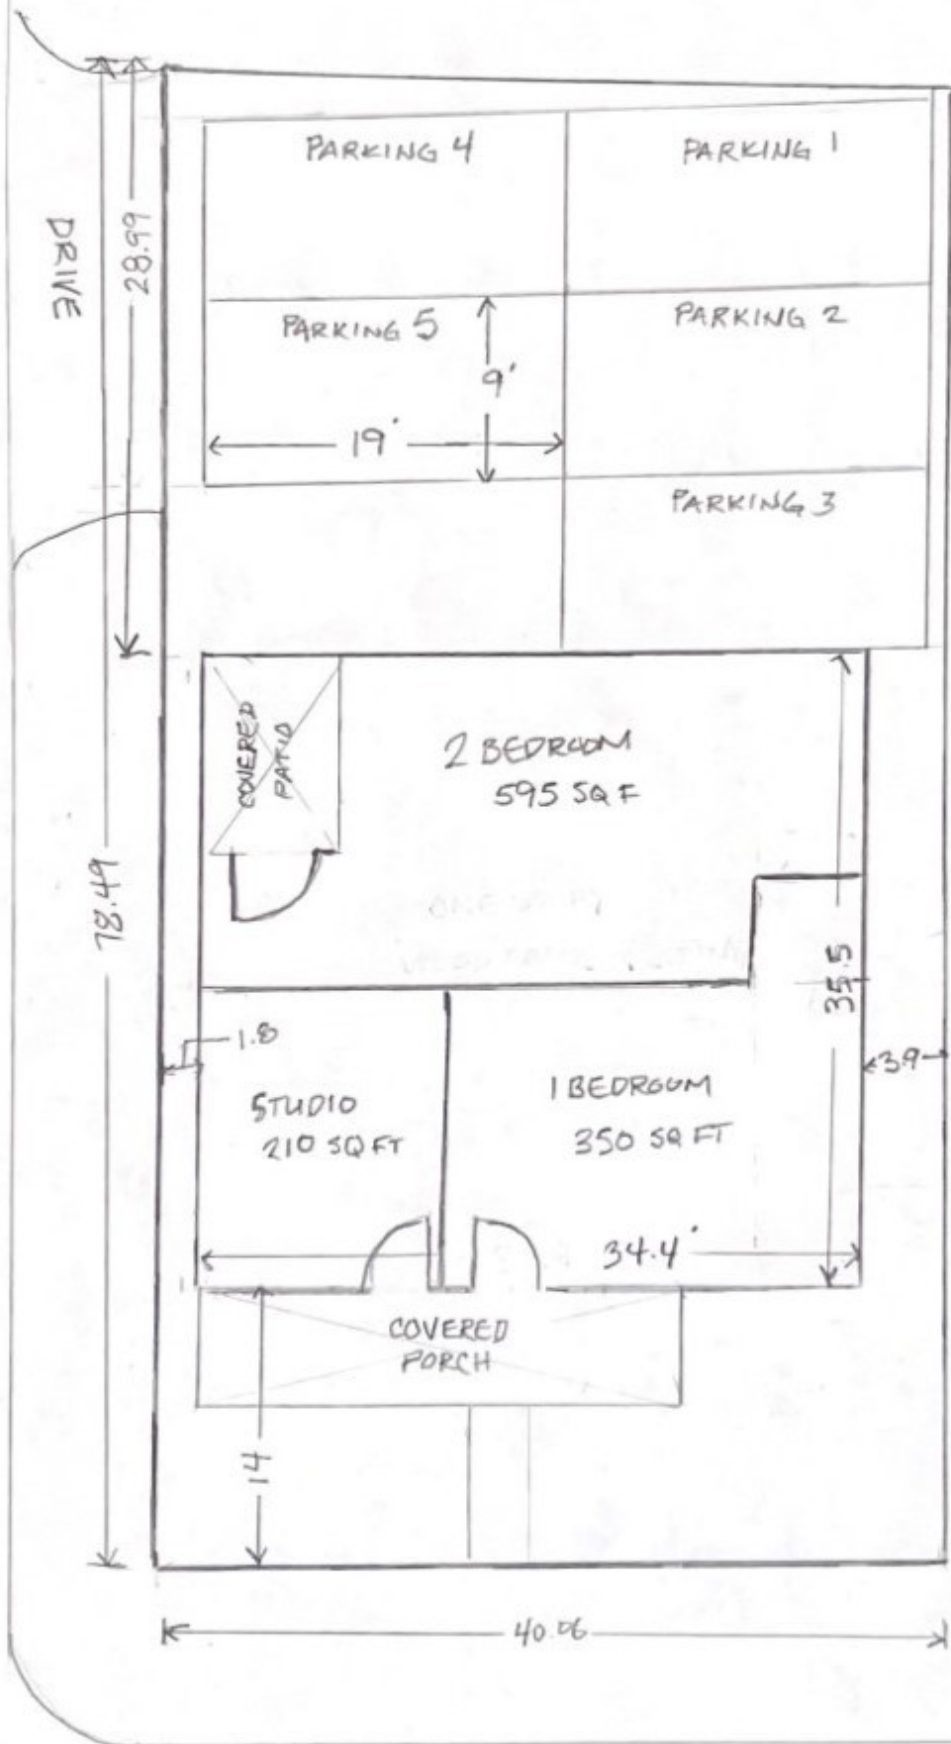 PARKING 4
PARKING 1
DRIVE
28.99
PARKING 5
PARKING 2
9'
19'
PARKING 3
COVERED
PATIO
2 BEDROOM
595 SQ F
78.49
35.5
1.8
3.9
STUDIO
210 SQ FT
1 BEDROOM
350 SQ FT
34.4'
COVERED
PORCH
14
40.06